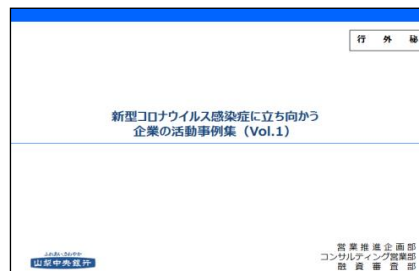 行外秘
新型コロナウイルス感染症に立ち向かう
企業の活動事例集（Vol.1）
山梨中央銀行
営業推進企画部
コンサルティング営業部
融資審査部